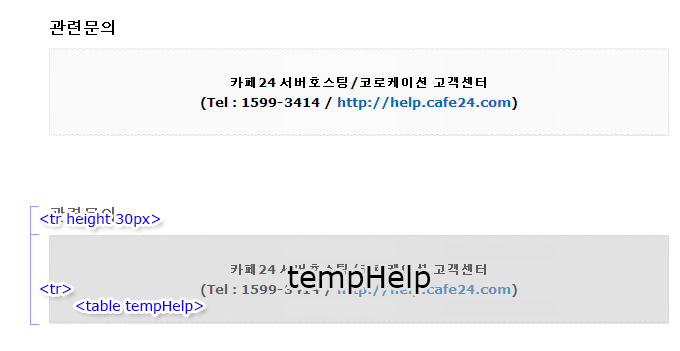 관련문의
카페24 서버호스팅/코로케이션 고객센터
(Tel : 1599-3414 / http://help.cafe24.com)
관련문의
<tr height 30px>
카페24 서버호스팅/코로케이션 고객센터
tempHelp
<tr>
(Tel : 1599-3414 / http://help.cafe24.com)
<table tempHelp>